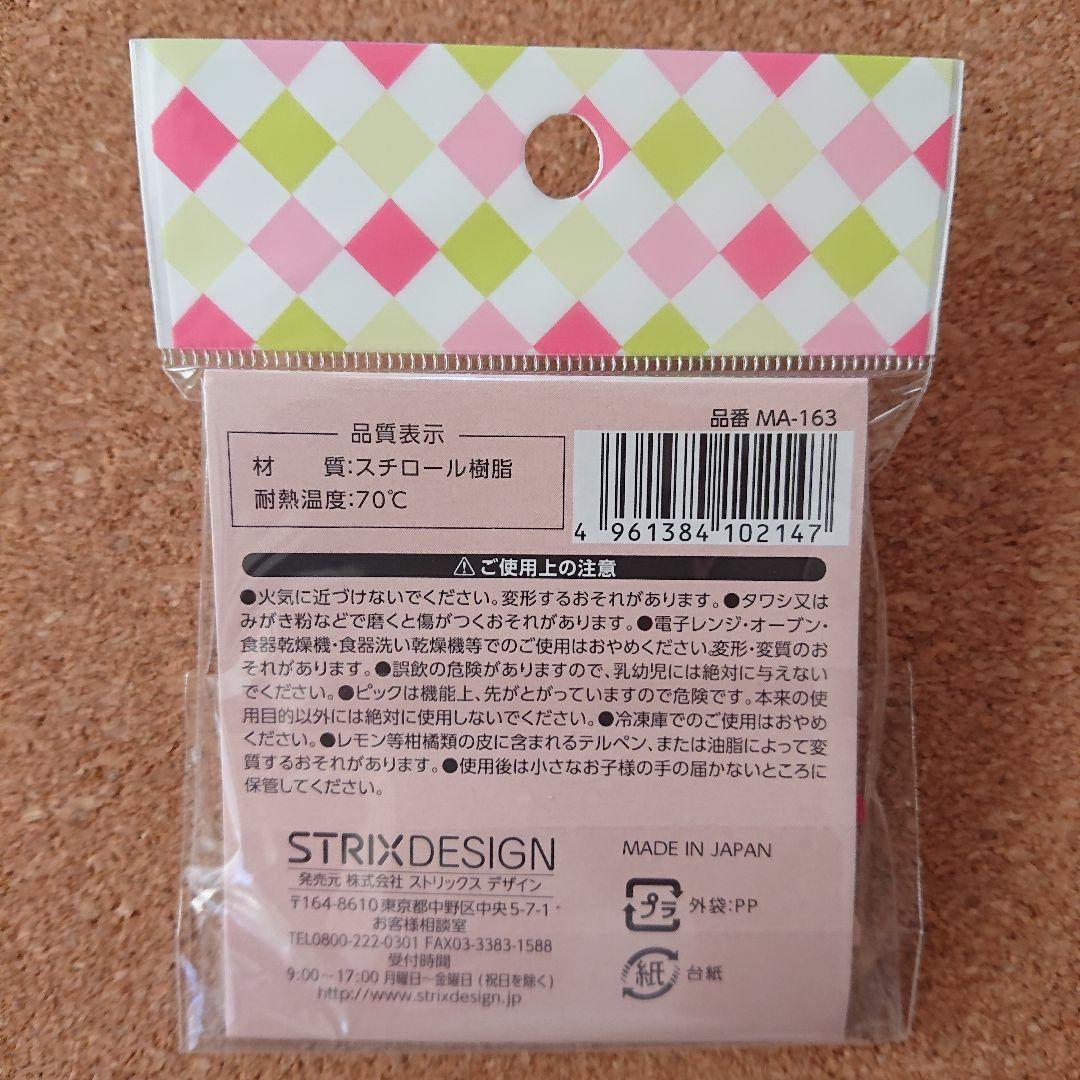 品番 MA-163
品質表示
材 質:スチロール樹脂
耐熱温度:70℃
4 961384 102147
⚠ご使用上の注意
●火気に近づけないでください。変形するおそれがあります。●タワシ又は
みがき粉などで磨くと傷がつくおそれがあります。●電子レンジ・オーブン・
食器乾燥機・食器洗い乾燥機等でのご使用はおやめください。変形・変質のお
それがあります。●誤飲の危険がありますので、乳幼児には絶対に与えない
でください。●ピックは機能上、先がとがっていますので危険です。本来の使
用目的以外には絶対に使用しないでください。●冷凍庫でのご使用はおやめ
ください。●レモン等柑橘類の皮に含まれるテルペン、または油脂によって変
質するおそれがあります。●使用後は小さなお子様の手の届かないところに
保管してください。
STRIXDESIGN
発売元 株式会社 ストリックス デザイン
〒164-8610 東京都中野区中央5-7-1
お客様相談室
TEL0800-222-0301 FAX03-3383-1588
受付時間
9:00~17:00 月曜日~金曜日(祝日を除く)
http://www.strixdesign.jp
MADE IN JAPAN
プラ 外袋:PP
紙 台紙